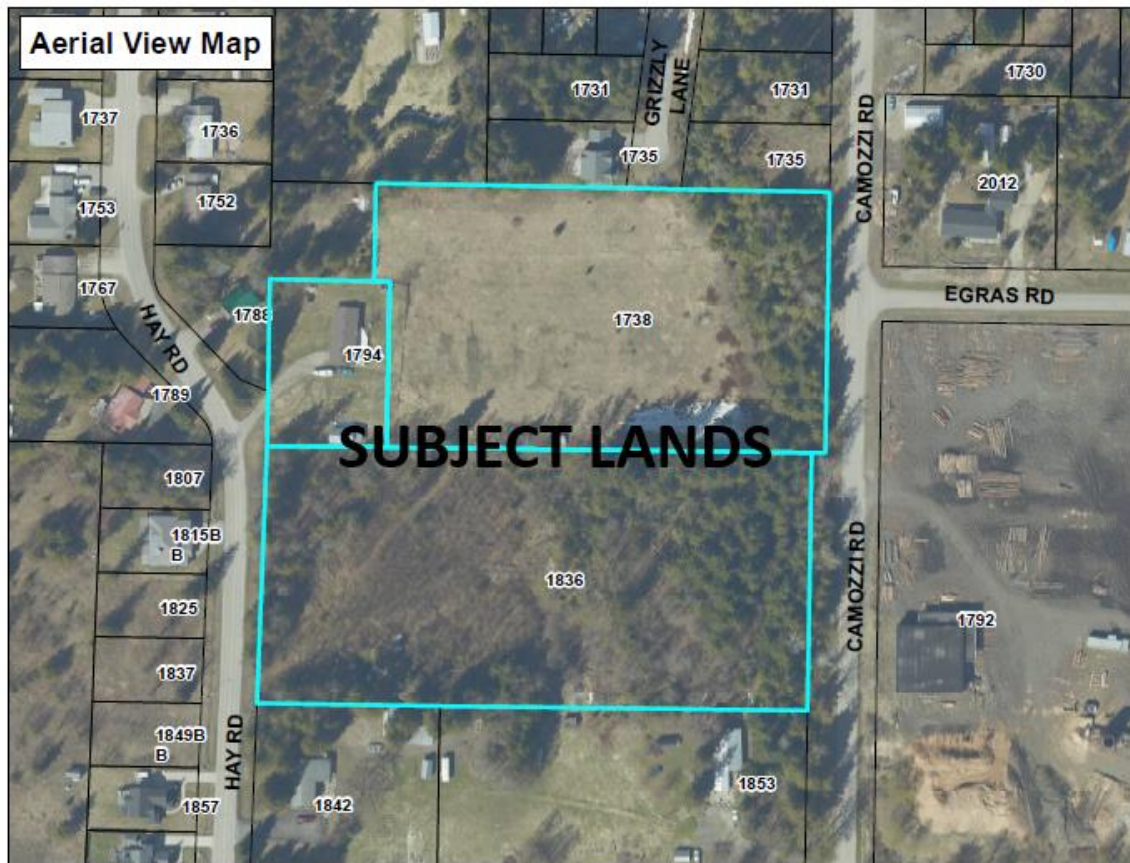 Aerial View Map
1737
1736
1753
1752
1767
HAY RD
1788
1789
1794
1731
GRIZZLY
LANE
1731
1735
1735
CAMOZZI RD
1730
2012
EGRAS RD
1738
SUBJECT LANDS
1807
1815B
B
1825
1837
1849B
B
1857
HAY RD
1836
CAMOZZI RD
1792
1842
1853